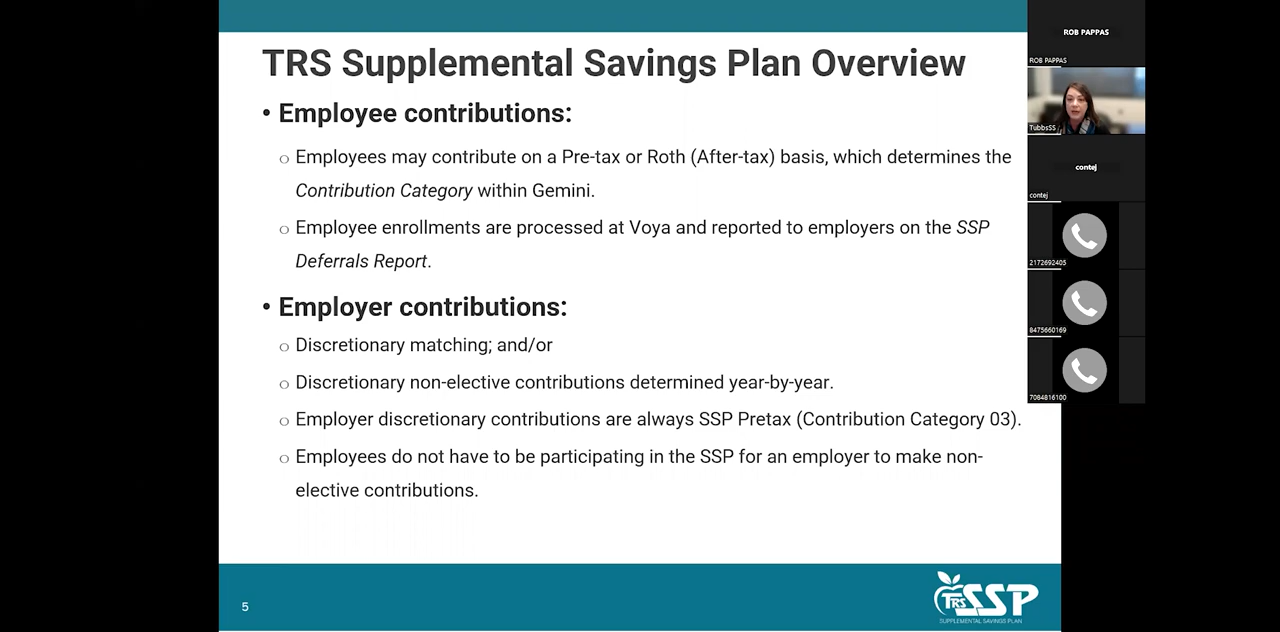 TRS Supplemental Savings Plan Overview
• Employee contributions:
o Employees may contribute on a Pre-tax or Roth (After-tax) basis, which determines the
Contribution Category within Gemini.
o Employee enrollments are processed at Voya and reported to employers on the SSP
Deferrals Report.
• Employer contributions:
o Discretionary matching; and/or
o Discretionary non-elective contributions determined year-by-year.
o Employer discretionary contributions are always SSP Pretax (Contribution Category 03).
o Employees do not have to be participating in the SSP for an employer to make non-
elective contributions.
5
TRS SSP
SUPPLEMENTAL SAVINGS PLAN
ROB PAPPAS
ROB PAPPAS
TubbsSS
contej
contej
2172692405
8475660169
7084816100